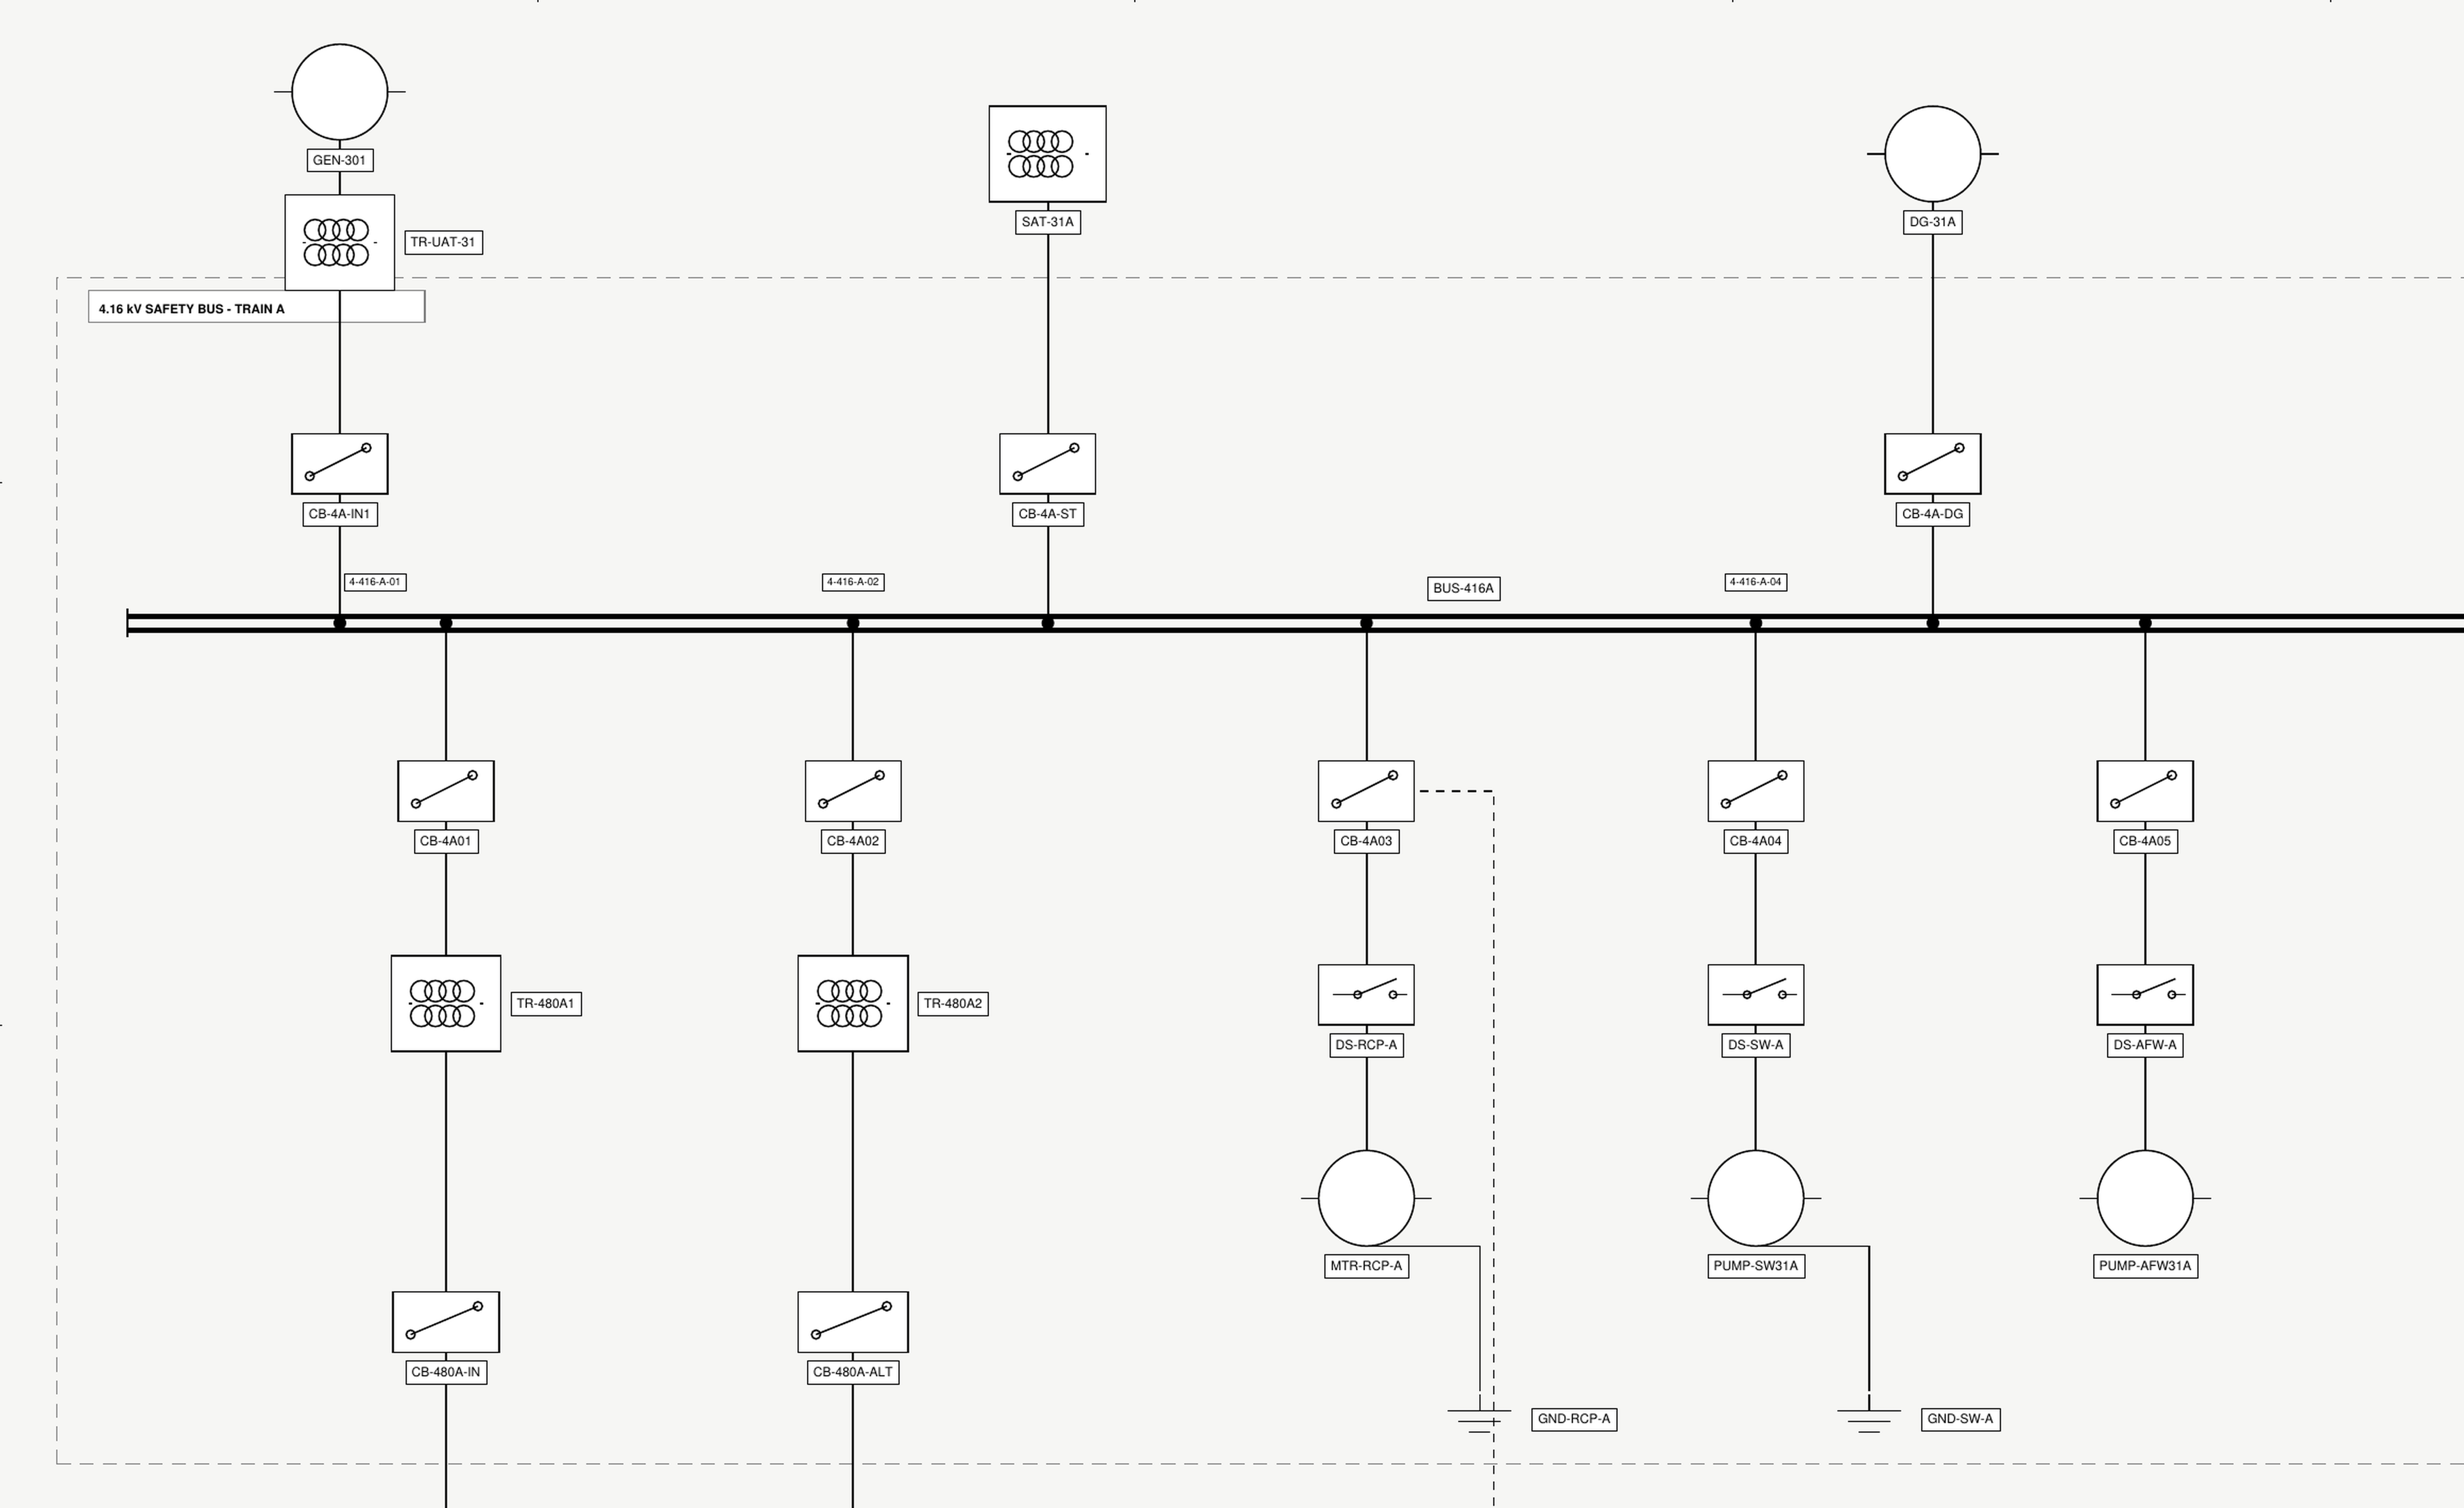 GEN-301
TR-UAT-31
SAT-31A
DG-31A
4.16 kV SAFETY BUS - TRAIN A
CB-4A-IN1
CB-4A-ST
CB-4A-DG
4-416-A-01
4-416-A-02
BUS-416A
4-416-A-04
CB-4A01
CB-4A02
CB-4A03
CB-4A04
CB-4A05
TR-480A1
TR-480A2
DS-RCP-A
DS-SW-A
DS-AFW-A
MTR-RCP-A
PUMP-SW31A
PUMP-AFW31A
CB-480A-IN
CB-480A-ALT
GND-RCP-A
GND-SW-A